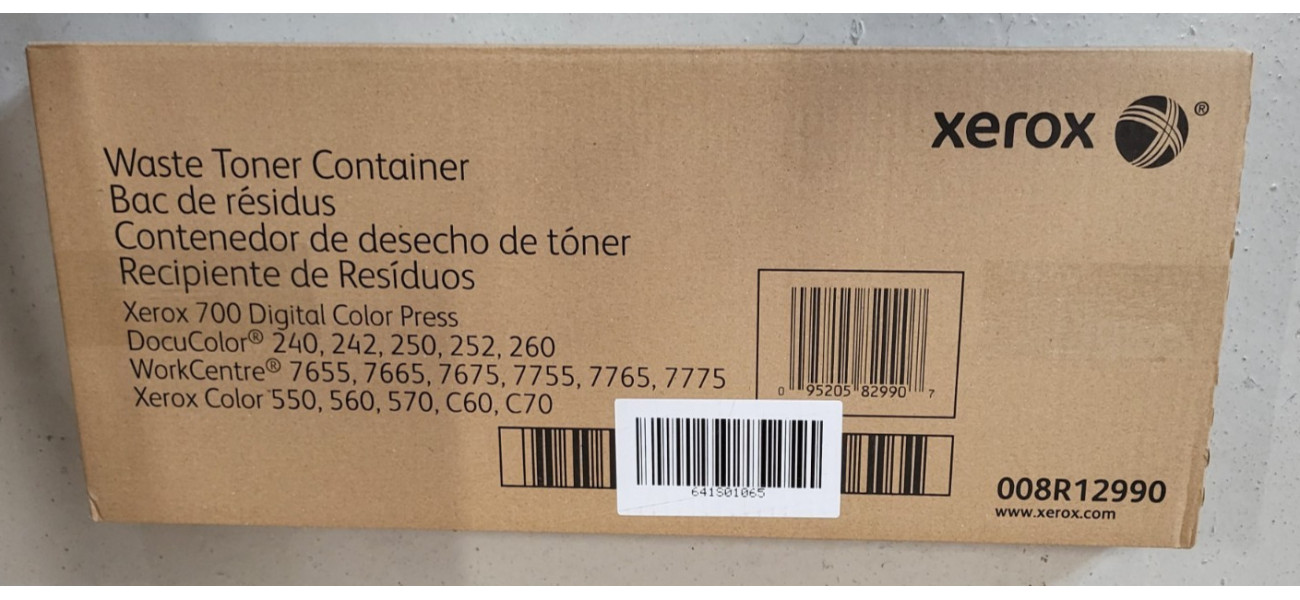 xerox ®
Waste Toner Container
Bac de résidus
Contenedor de desecho de tóner
Recipiente de Resíduos
Xerox 700 Digital Color Press
DocuColor® 240, 242, 250, 252, 260
WorkCentre® 7655, 7665, 7675, 7755, 7765, 7775
Xerox Color 550, 560, 570, C60, C70
0 95205 82990 7
641801065
008R12990
www.xerox.com